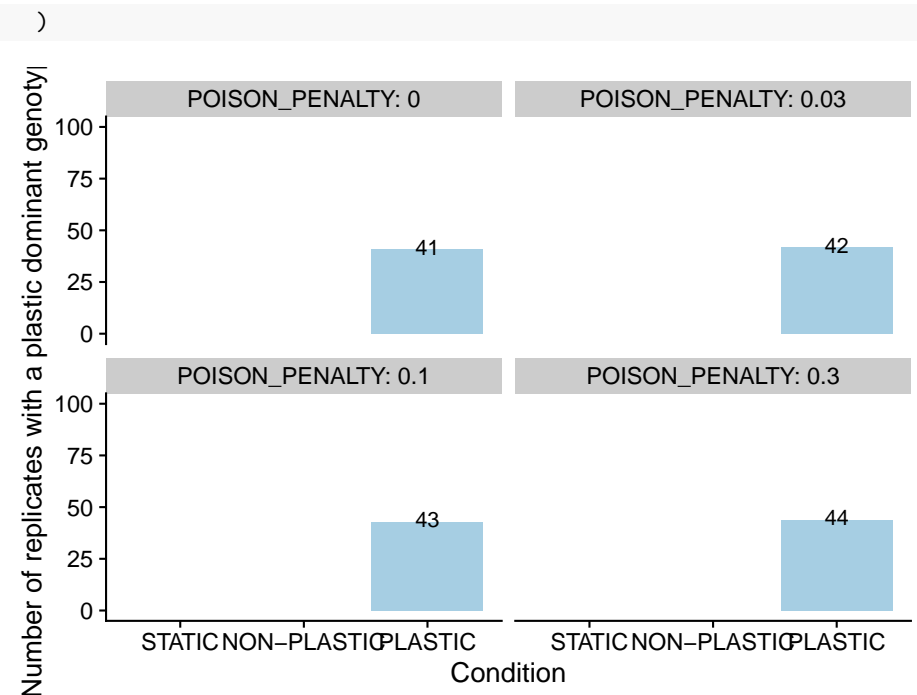 )
Number of replicates with a plastic dominant
POISON_PENALTY: 0 POISON_PENALTY: 0.03
100
75
50
25
0
41 42
POISON_PENALTY: 0.1 POISON_PENALTY: 0.3
100
75
50
25
0
43 44
STATIC NON−PLASTIC PLASTIC STATIC NON−PLASTIC PLASTIC
Condition